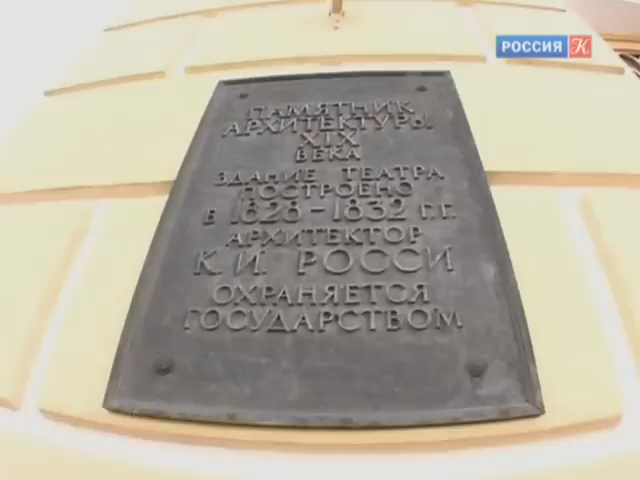 РОССИЯ К
ПАМЯТНИК
АРХИТЕКТУРЫ
XIX
ВЕКА
ЗДАНИЕ ТЕАТРА
ПОСТРОЕНО
В 1828-1832 Г.Г.
АРХИТЕКТОР
К.И. РОССИ
ОХРАНЯЕТСЯ
ГОСУДАРСТВОМ